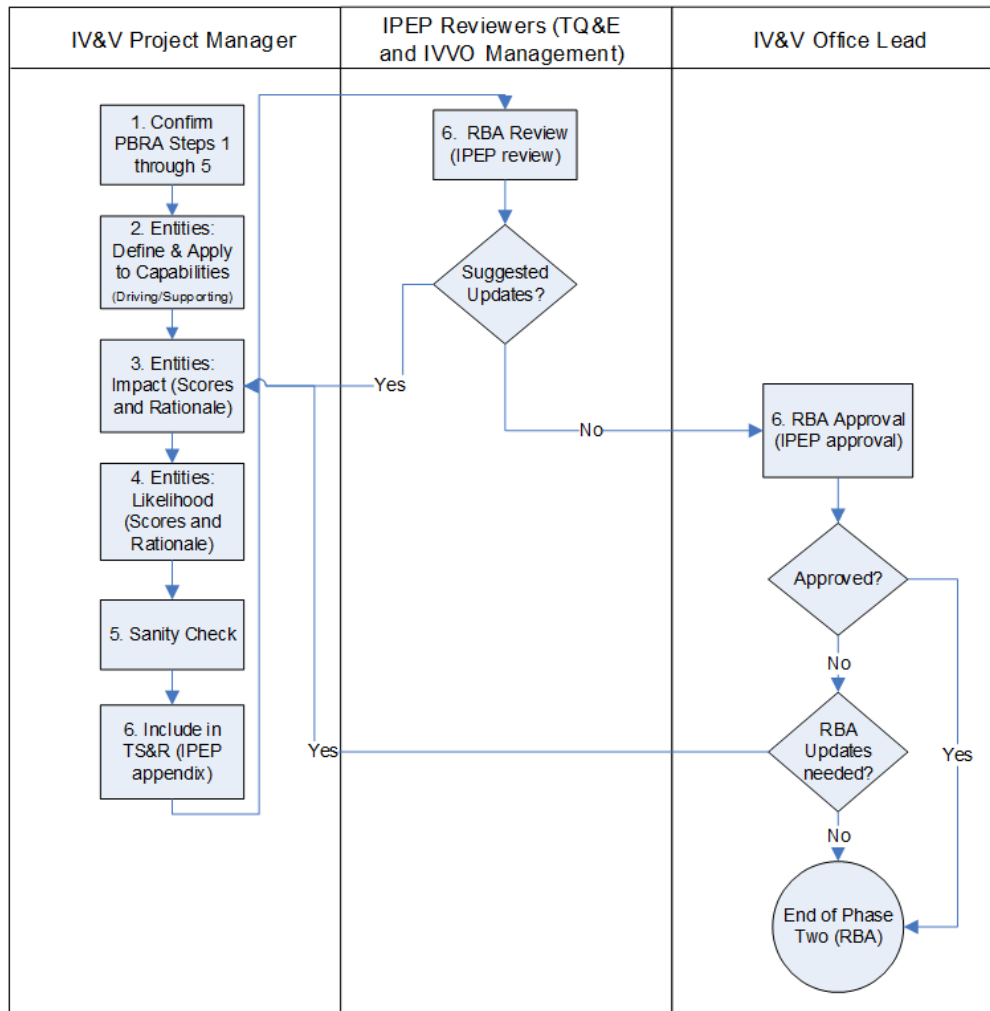 IV&V Project Manager
IPEP Reviewers (TQ&E
and IVVO Management)
IV&V Office Lead
1. Confirm
PBRA Steps 1
through 5
2. Entities:
Define & Apply
to Capabilities
(Driving/Supporting)
3. Entities:
Impact (Scores
and Rationale)
4. Entities:
Likelihood
(Scores and
Rationale)
5. Sanity Check
6. Include in
TS&R (IPEP
appendix)
6. RBA Review
(IPEP review)
Suggested
Updates?
Yes
No
6. RBA Approval
(IPEP approval)
Approved?
No
Yes
RBA
Updates
needed?
Yes
No
End of Phase
Two (RBA)